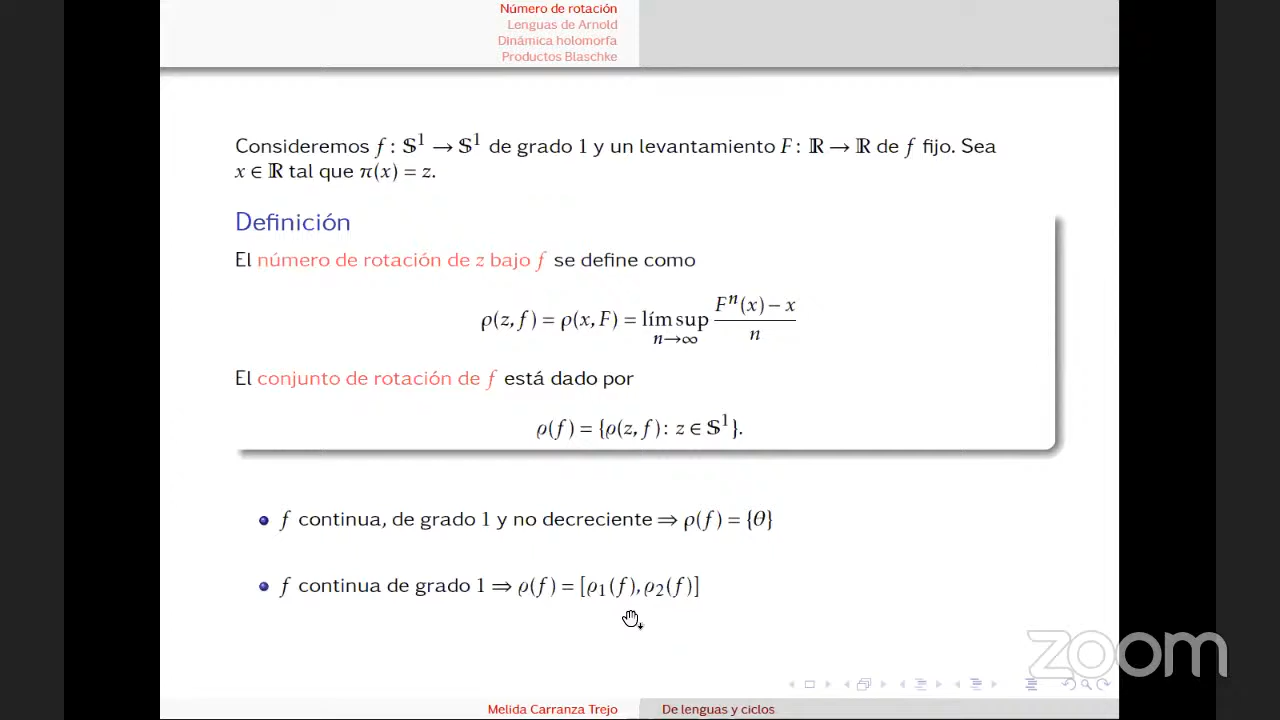 Número de rotación
Lenguas de Arnold
Dinámica holomorfa
Productos Blaschke
Consideremos f : 𝕊¹ → 𝕊¹ de grado 1 y un levantamiento F : ℝ → ℝ de f fijo. Sea
x ∈ ℝ tal que π(x) = z.
Definición
El número de rotación de z bajo f se define como
ρ(z, f) = ρ(x, F) = lím sup_{n→∞} (Fⁿ(x) − x)/n
El conjunto de rotación de f está dado por
ρ(f) = {ρ(z, f) : z ∈ 𝕊¹}.
f continua, de grado 1 y no decreciente ⇒ ρ(f) = {θ}
f continua de grado 1 ⇒ ρ(f) = [ρ₁(f), ρ₂(f)]
zoom
Melida Carranza Trejo De lenguas y ciclos